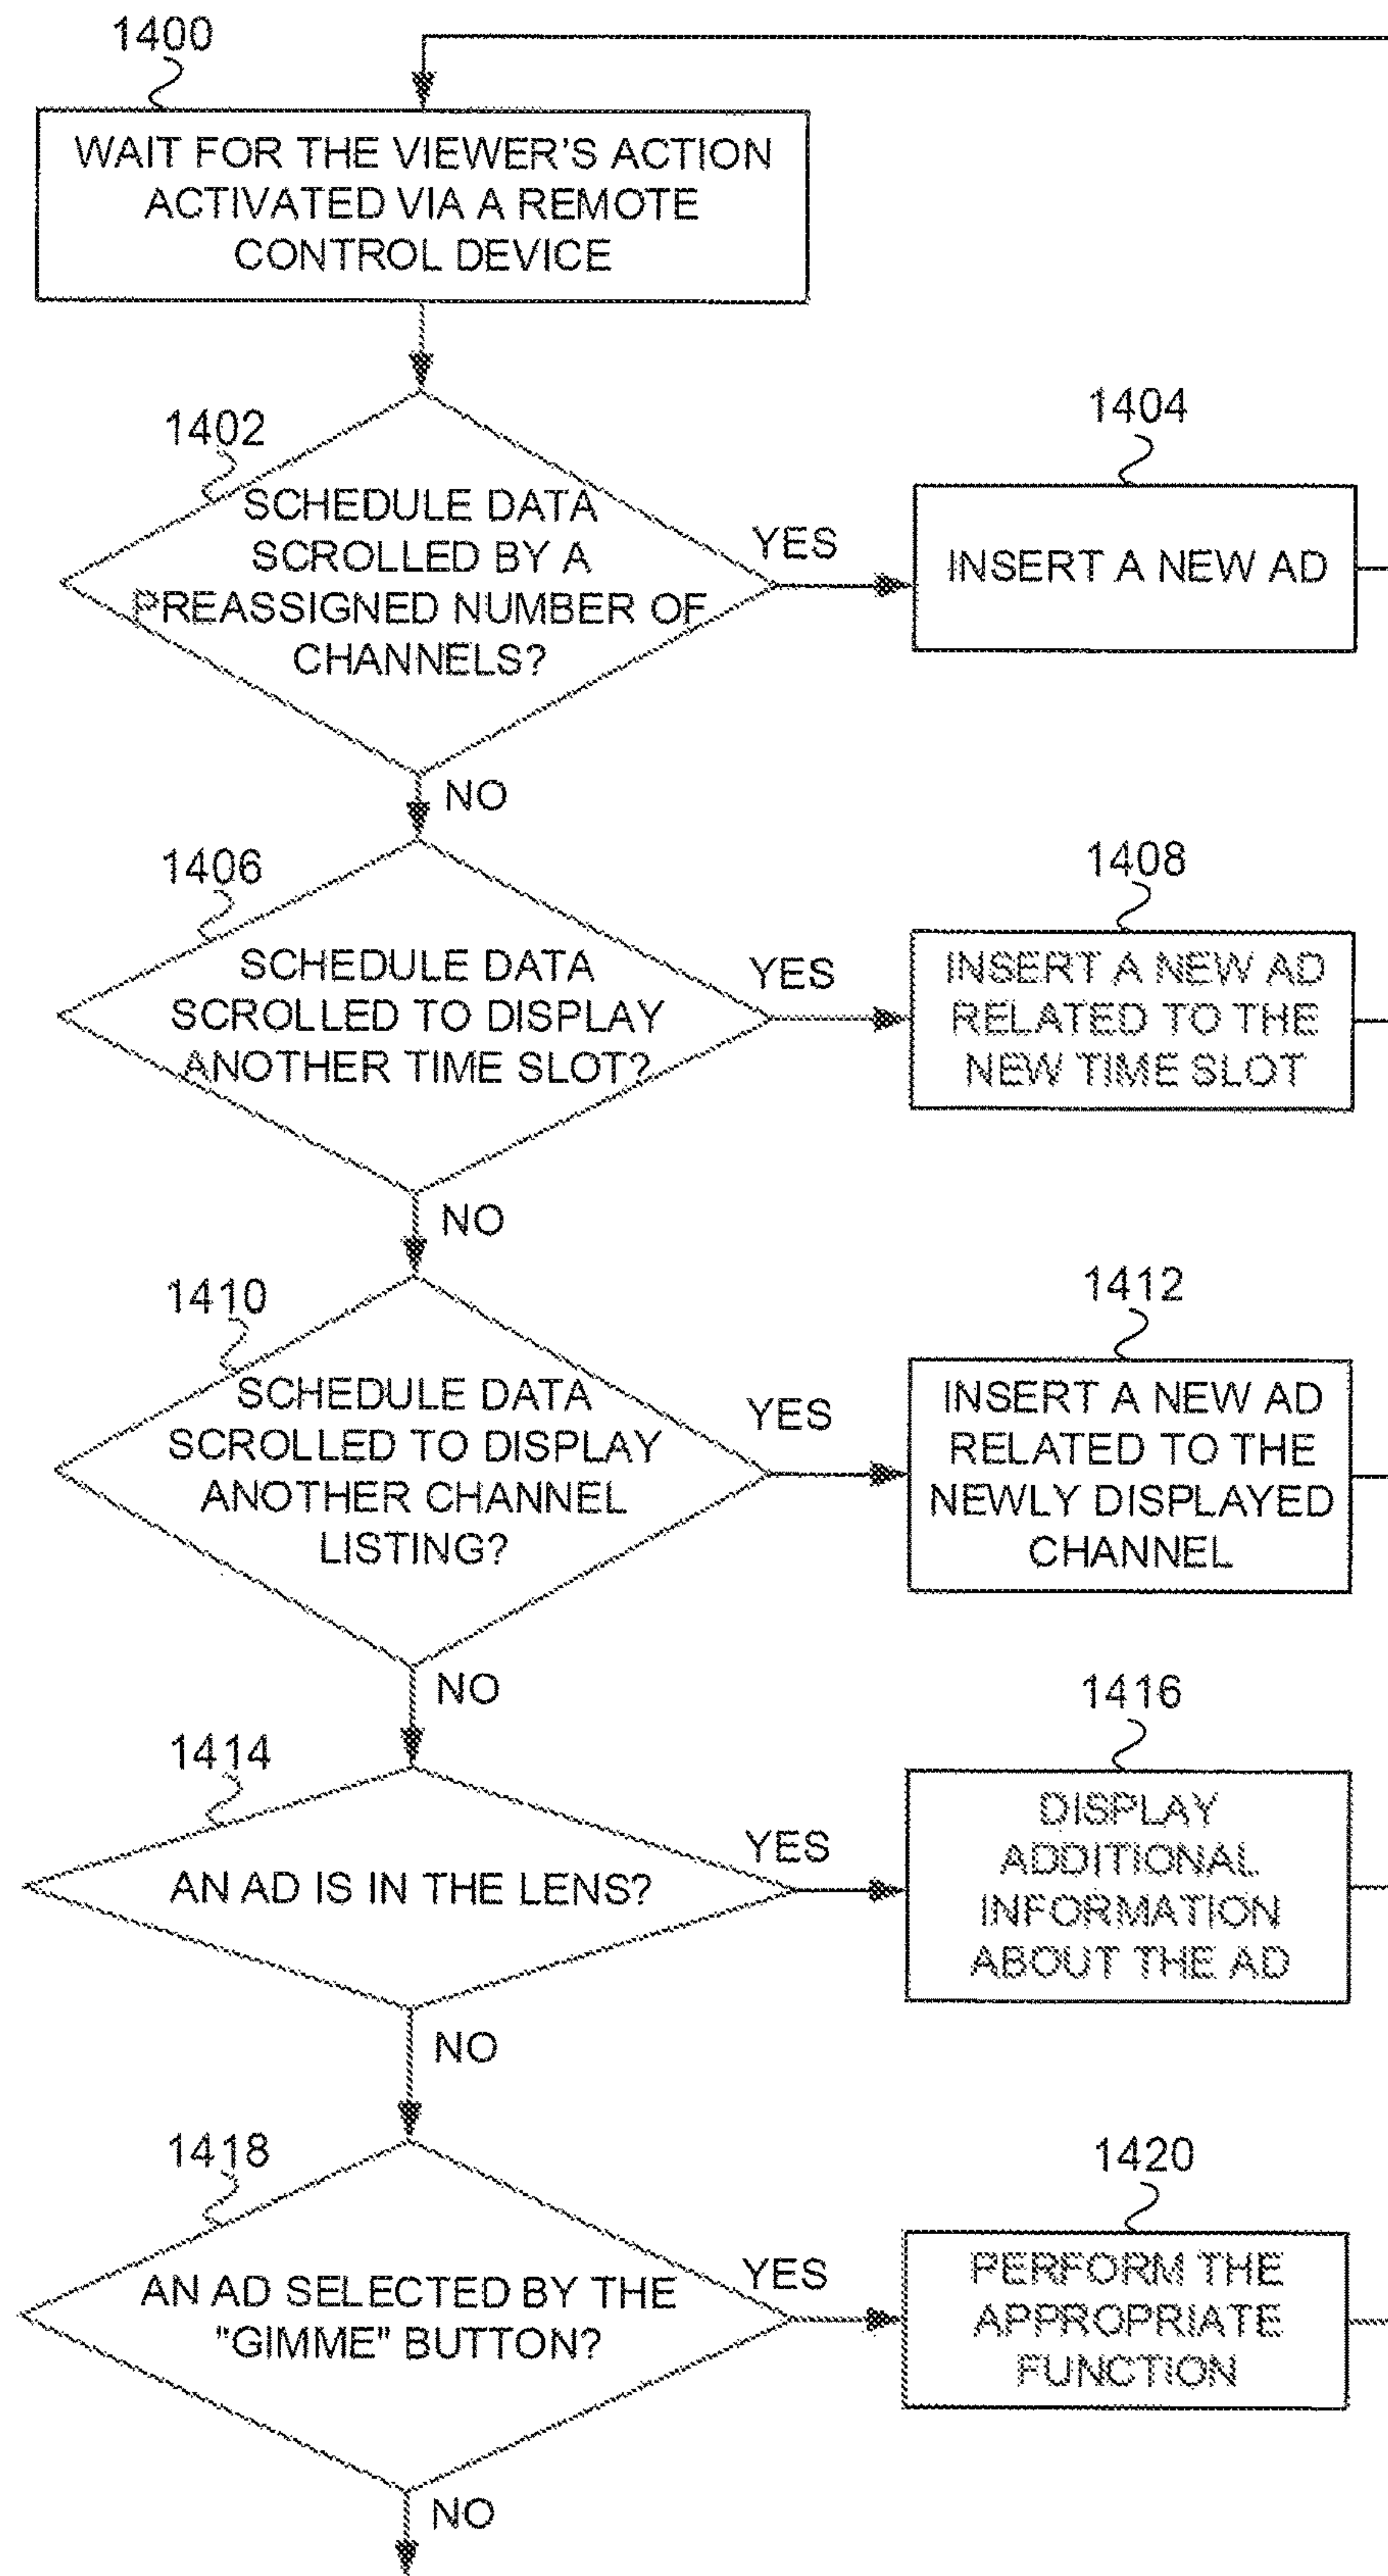 1400
WAIT FOR THE VIEWER'S ACTION
ACTIVATED VIA A REMOTE
CONTROL DEVICE
1402
SCHEDULE DATA
SCROLLED BY A
PREASSIGNED NUMBER OF
CHANNELS?
YES
1404
INSERT A NEW AD
NO
1406
SCHEDULE DATA
SCROLLED TO DISPLAY
ANOTHER TIME SLOT?
YES
1408
INSERT A NEW AD
RELATED TO THE
NEW TIME SLOT
NO
1410
SCHEDULE DATA
SCROLLED TO DISPLAY
ANOTHER CHANNEL
LISTING?
YES
1412
INSERT A NEW AD
RELATED TO THE
NEWLY DISPLAYED
CHANNEL
NO
1414
AN AD IS IN THE LENS?
YES
1416
DISPLAY
ADDITIONAL
INFORMATION
ABOUT THE AD
NO
1418
AN AD SELECTED BY THE
"GIMME" BUTTON?
YES
1420
PERFORM THE
APPROPRIATE
FUNCTION
NO